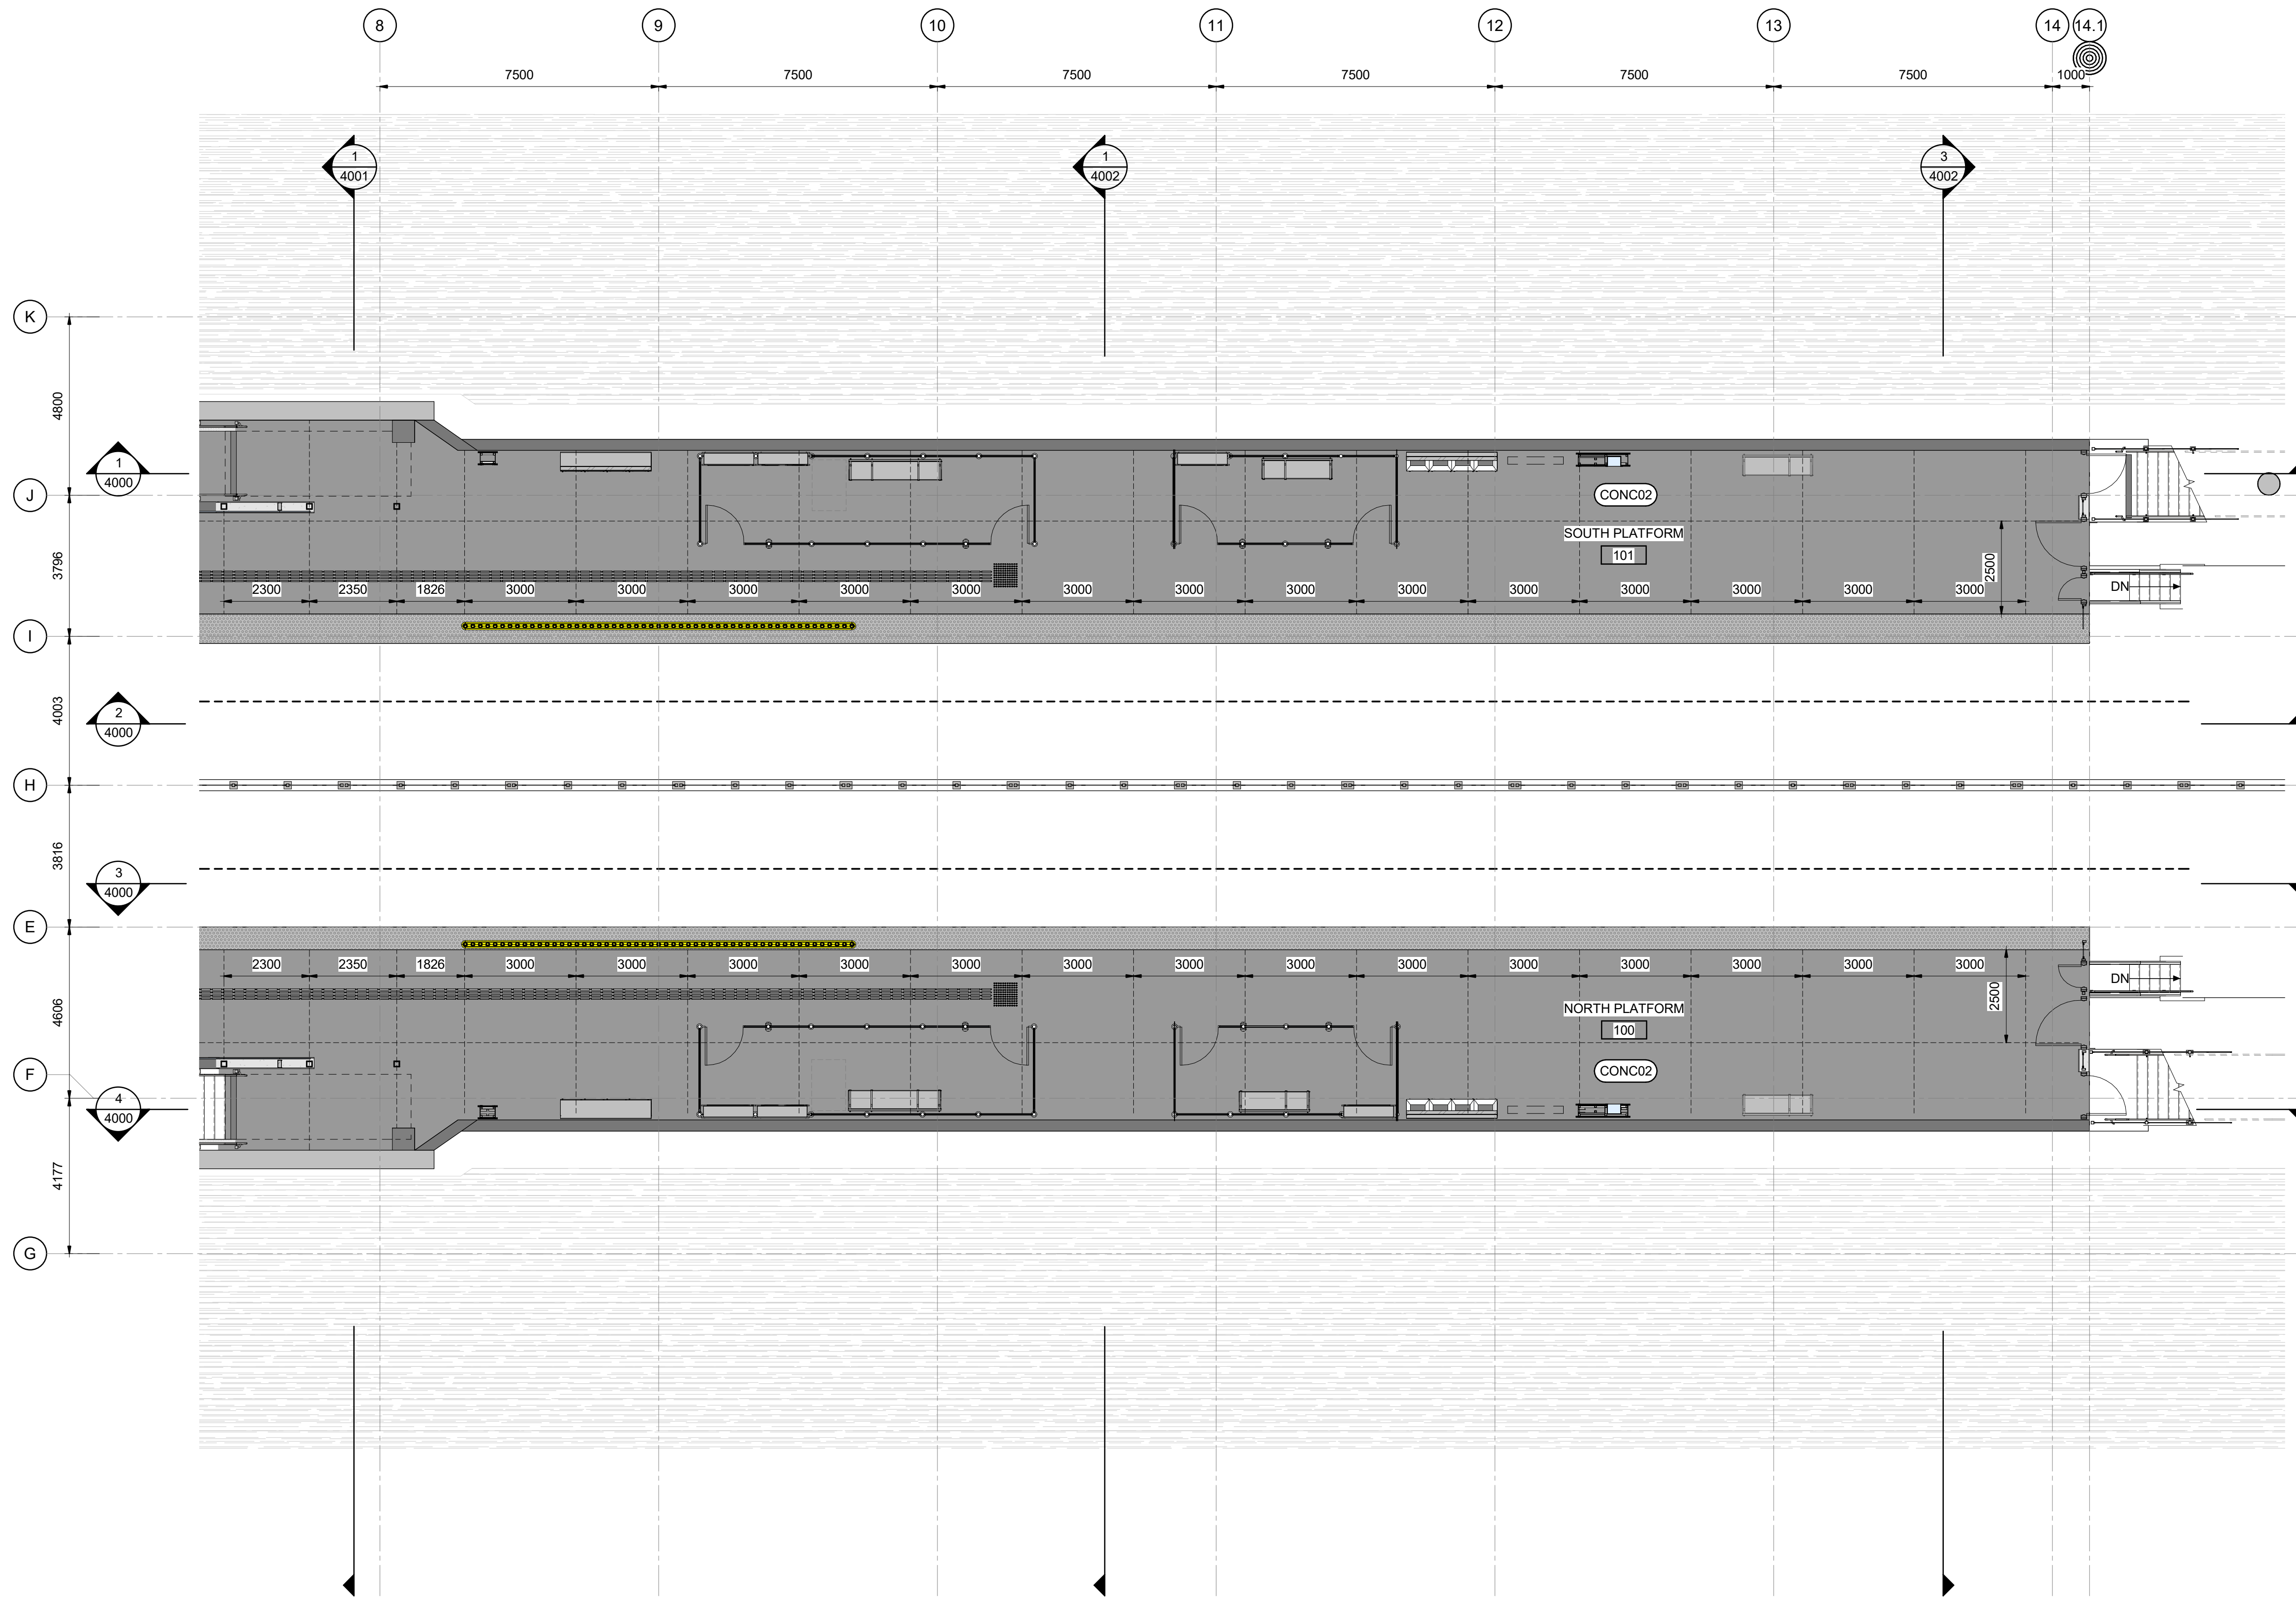 8 9 10 11 12 13 14 14.1
7500 7500 7500 7500 7500 7500 1000
1 4001
1 4002
3 4002
K
4800
1 4000
J
CONC02
SOUTH PLATFORM
101
3796
2500
DN
2300 2350 1826 3000 3000 3000 3000 3000 3000 3000 3000 3000 3000 3000 3000 3000 3000
I
4003
2 4000
H
3816
3 4000
E
2300 2350 1826 3000 3000 3000 3000 3000 3000 3000 3000 3000 3000 3000 3000 3000 3000
DN
2500
4606
NORTH PLATFORM
100
CONC02
F
4 4000
4177
G